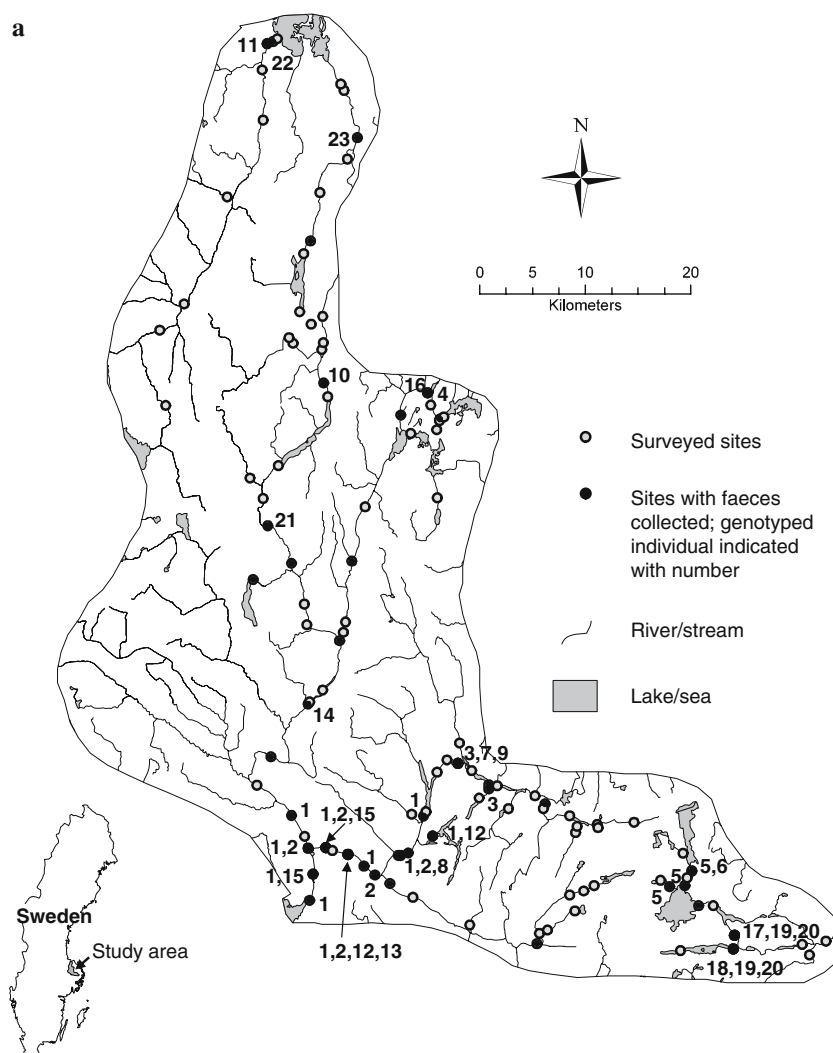 a
11
22
23
N
0 5 10 20
Kilometers
10
16
4
Surveyed sites
Sites with faeces
collected; genotyped
individual indicated
with number
21
River/stream
Lake/sea
14
3,7,9
3
1
1
1,2,15
1,12
1,2
1
1,2,8
1,15
2
1
5,6
5
5
17,19,20
1,2,12,13
18,19,20
Sweden
Study area